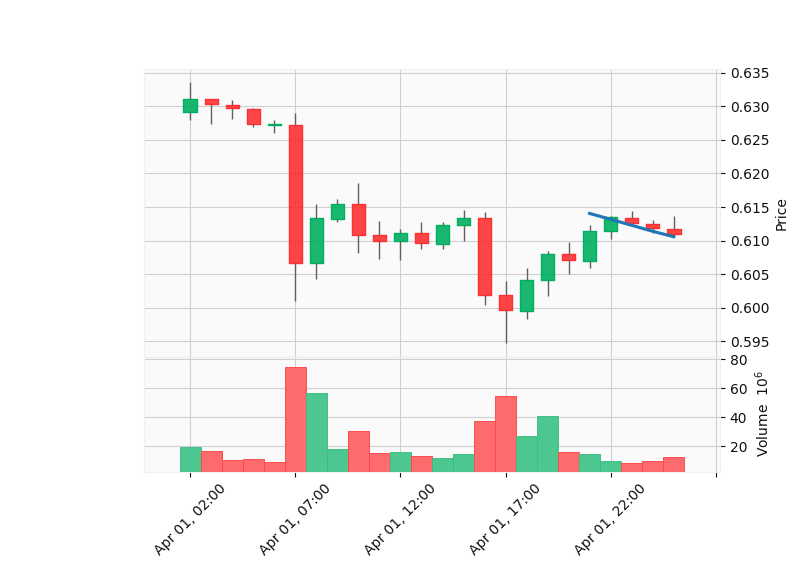 0.635
0.630
0.625
0.620
0.615
0.610
0.605
0.600
0.595
Price
80
60
40
20
Volume 10^6
Apr 01, 02:00
Apr 01, 07:00
Apr 01, 12:00
Apr 01, 17:00
Apr 01, 22:00